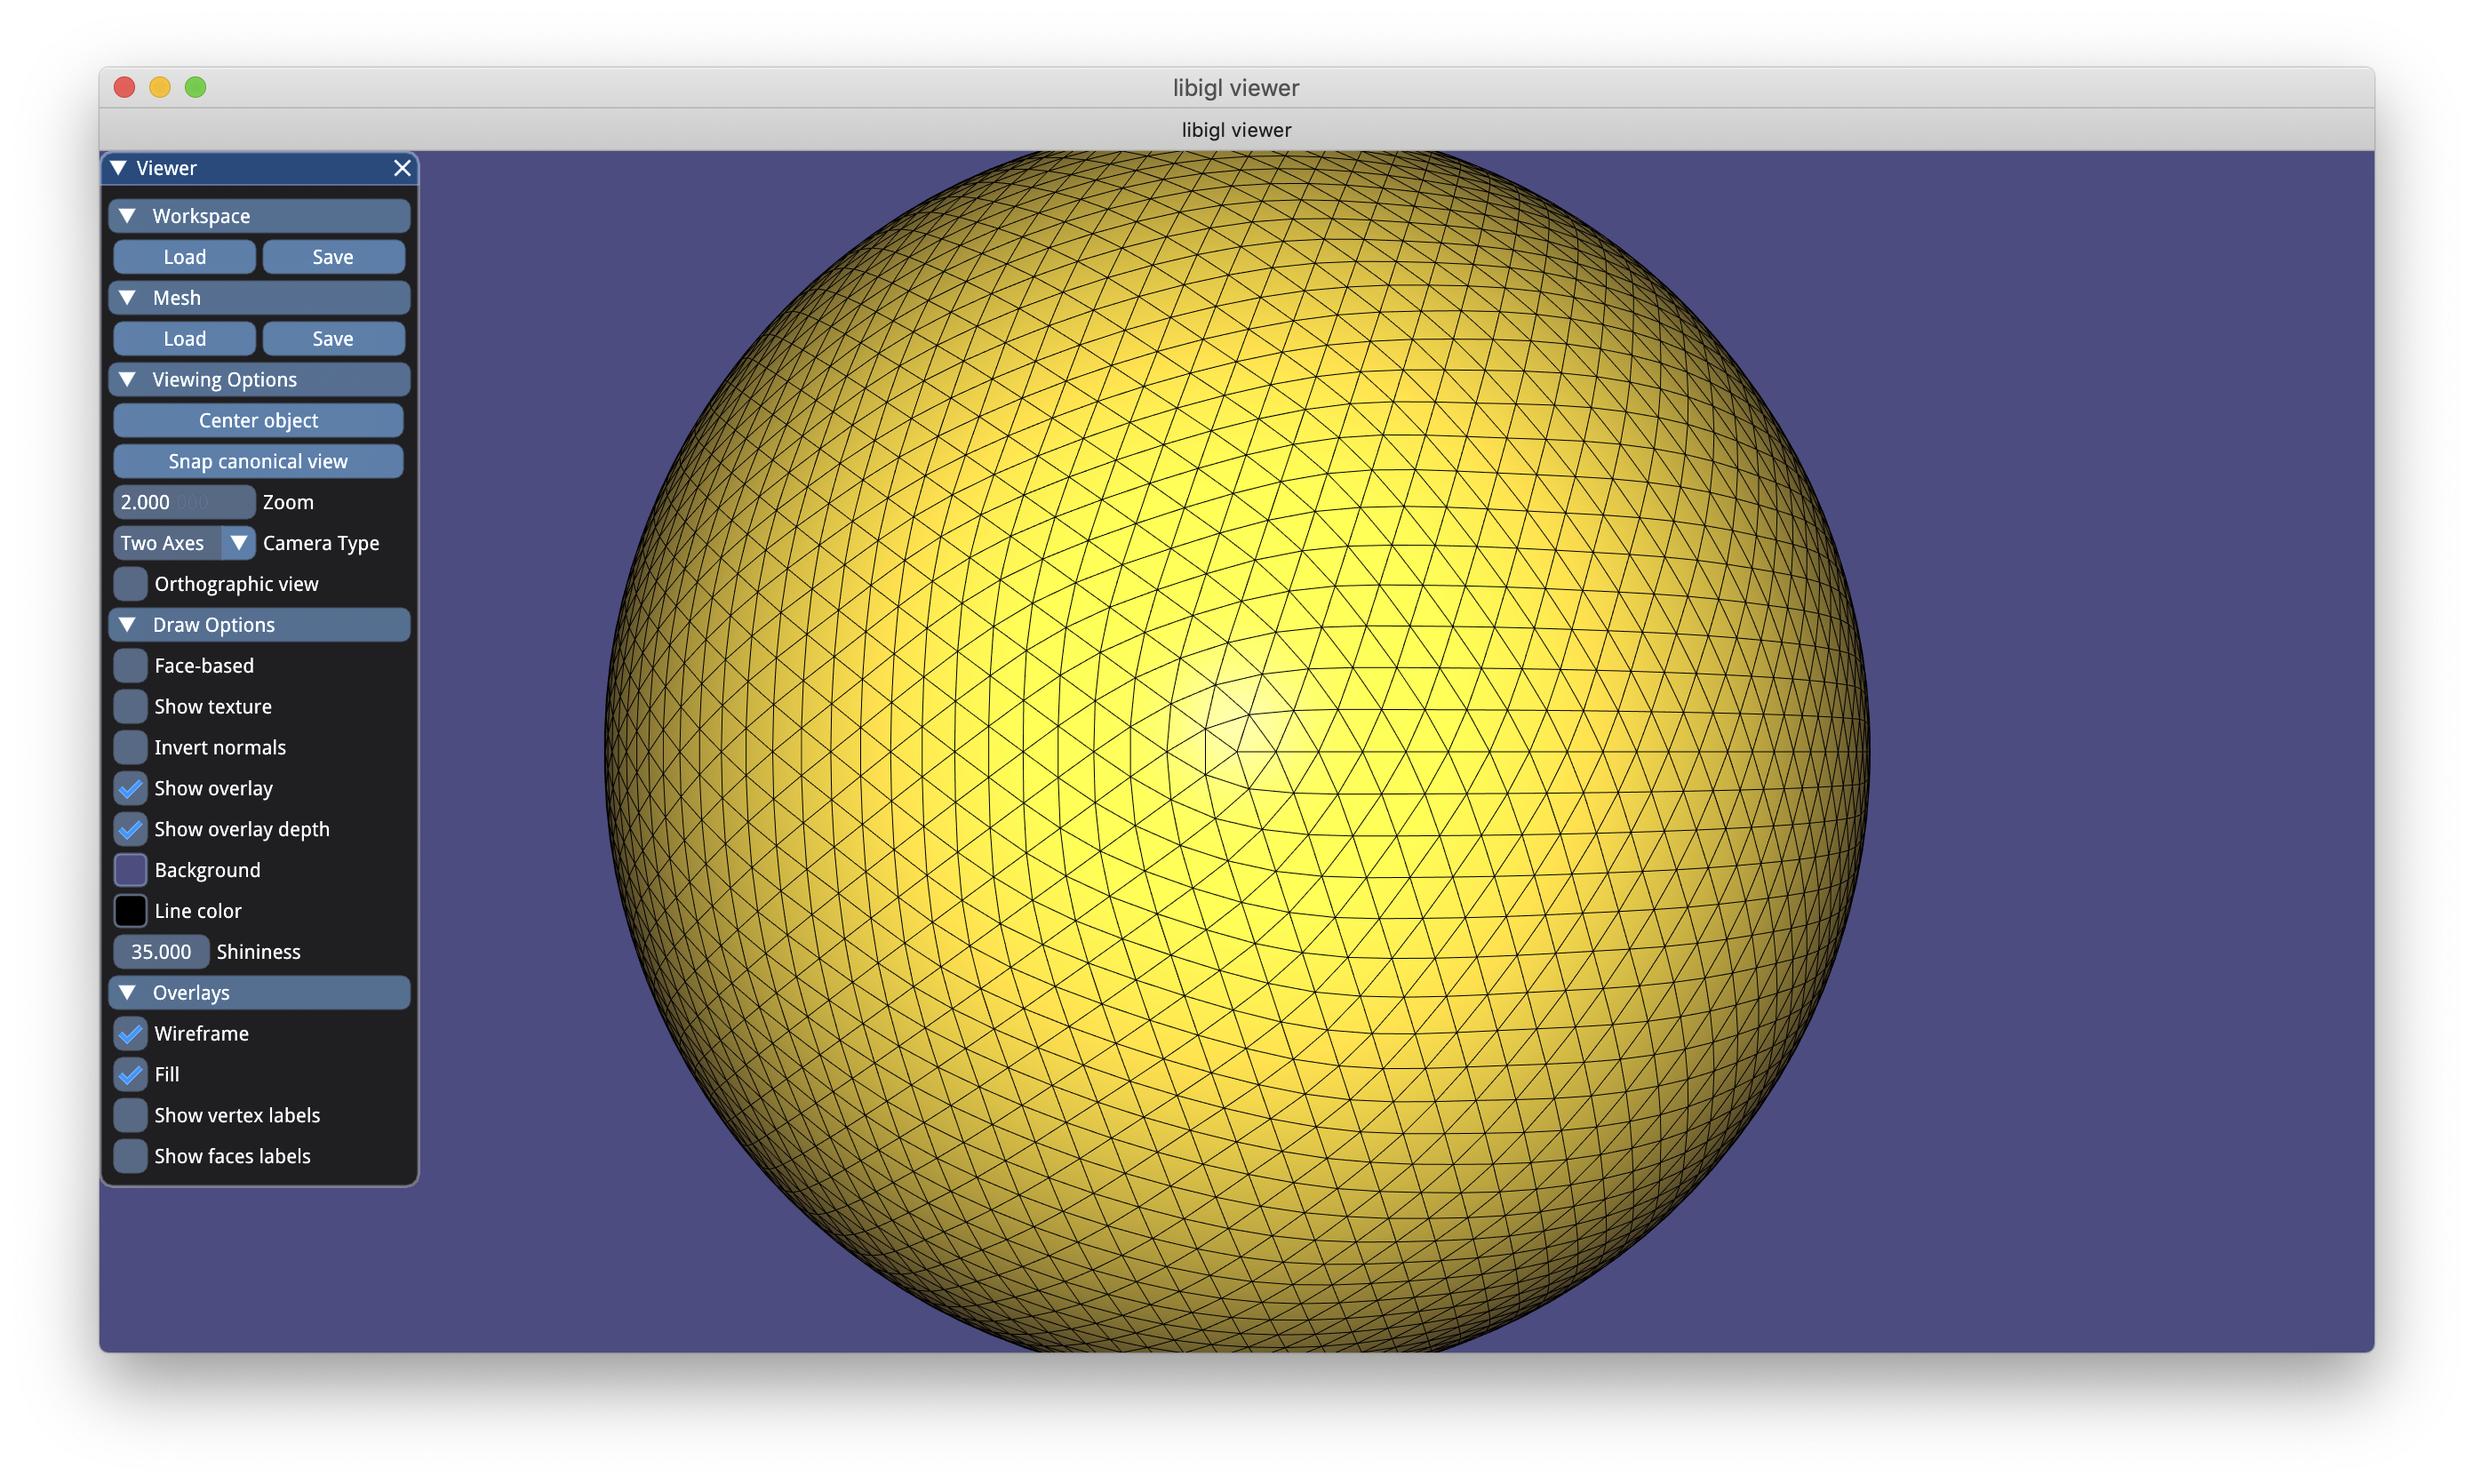 libigl viewer
libigl viewer
Viewer
Workspace
Load Save
Mesh
Load Save
Viewing Options
Center object
Snap canonical view
2.000 Zoom
Two Axes Camera Type
Orthographic view
Draw Options
Face-based
Show texture
Invert normals
Show overlay
Show overlay depth
Background
Line color
35.000 Shininess
Overlays
Wireframe
Fill
Show vertex labels
Show faces labels